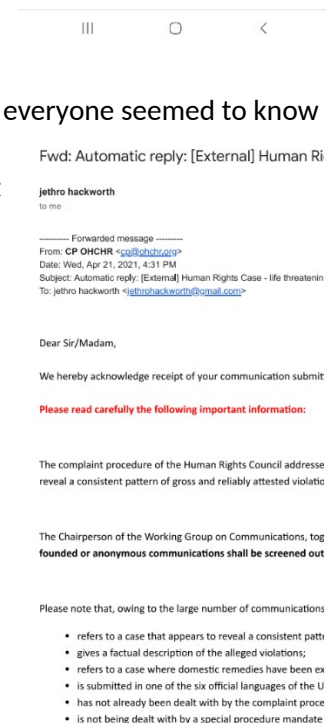 everyone seemed to know
Fwd: Automatic reply: [External] Human Ri
jethro hackworth
to me
---------- Forwarded message ---------
From: CP OHCHR <cp@ohchr.org>
Date: Wed, Apr 21, 2021, 4:31 PM
Subject: Automatic reply: [External] Human Rights Case - life threatenin
To: jethro hackworth <jethrohackworth@gmail.com>
Dear Sir/Madam,
We hereby acknowledge receipt of your communication submit
Please read carefully the following important information:
The complaint procedure of the Human Rights Council addresse
reveal a consistent pattern of gross and reliably attested violatio
The Chairperson of the Working Group on Communications, tog
founded or anonymous communications shall be screened out
Please note that, owing to the large number of communications
• refers to a case that appears to reveal a consistent patte
• gives a factual description of the alleged violations;
• refers to a case where domestic remedies have been ex
• is submitted in one of the six official languages of the U
• has not already been dealt with by the complaint proce
• is not being dealt with by a special procedure mandate